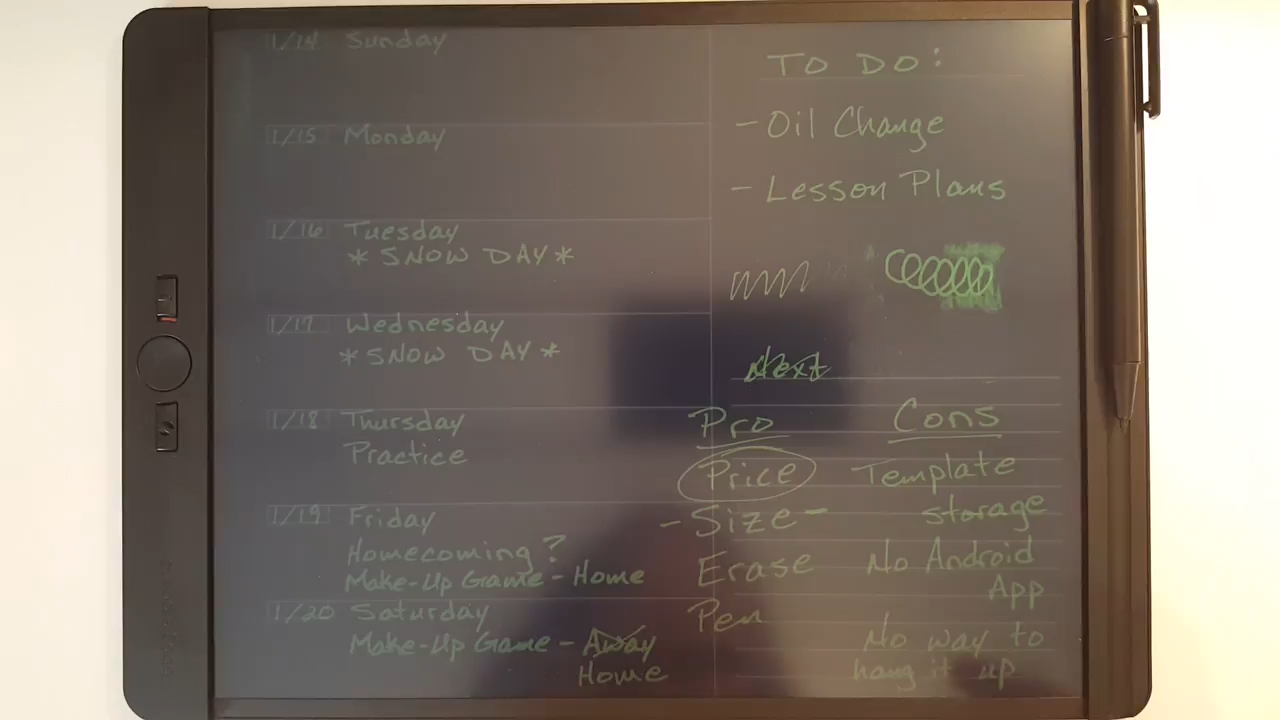 1/14 Sunday
1/15 Monday
1/16 Tuesday
* SNOW DAY *
1/17 Wednesday
* SNOW DAY *
1/18 Thursday
Practice
1/19 Friday
Homecoming?
Make-Up Game - Home
1/20 Saturday
Make-Up Game - Away
Home
TO DO:
- Oil Change
- Lesson Plans
Next
Pro
Price
- Size -
Erase
Pen
Cons
Template
storage
No Android
App
No way to
hang it up